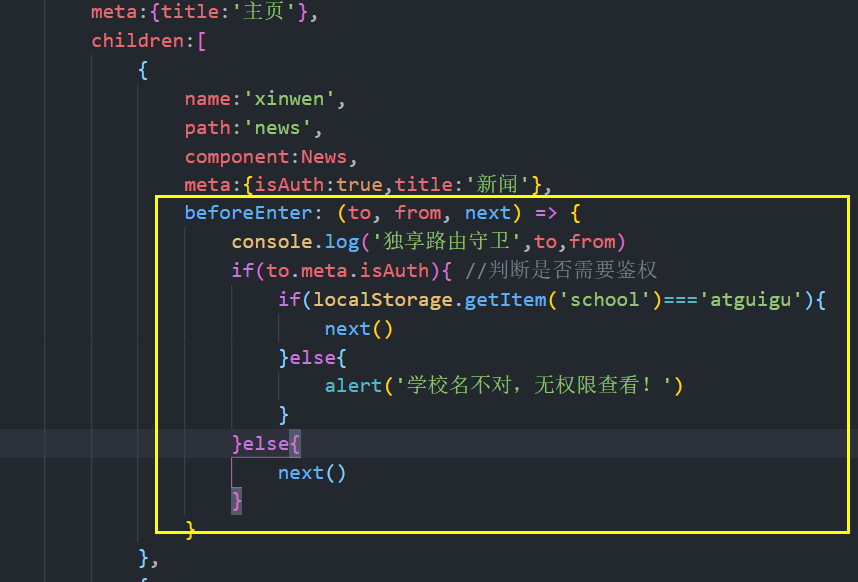 meta:{title:'主页'},
children:[
{
name:'xinwen',
path:'news',
component:News,
meta:{isAuth:true,title:'新闻'},
beforeEnter: (to, from, next) => {
console.log('独享路由守卫',to,from)
if(to.meta.isAuth){ //判断是否需要鉴权
if(localStorage.getItem('school')==='atguigu'){
next()
}else{
alert('学校名不对，无权限查看！')
}
}else{
next()
}
}
},